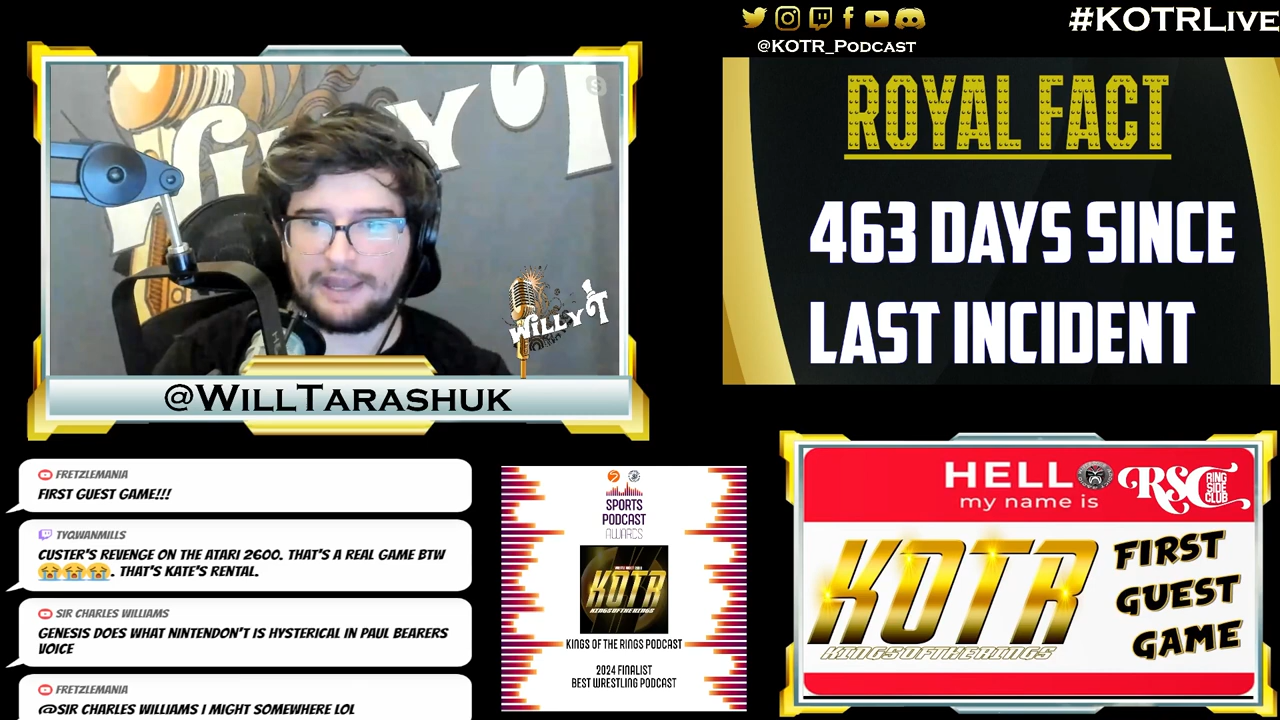 #KOTRLive
@KOTR_Podcast
WILLY T
WILLY T
@WillTarashuk
ROYAL FACT
463 DAYS SINCE
LAST INCIDENT
FRETZLEMANIA
FIRST GUEST GAME!!!
TYQWANMILLS
CUSTER'S REVENGE ON THE ATARI 2600. THAT'S A REAL GAME BTW
😭😭😭. THAT'S KATE'S RENTAL.
SIR CHARLES WILLIAMS
GENESIS DOES WHAT NINTENDON'T IS HYSTERICAL IN PAUL BEARERS
VOICE
FRETZLEMANIA
@SIR CHARLES WILLIAMS I MIGHT SOMEWHERE LOL
SPORTS
PODCAST
AWARDS
KOTR
KINGS OF THE RINGS
KINGS OF THE RINGS PODCAST
2024 FINALIST
BEST WRESTLING PODCAST
HELLO
my name is
RSC
RING
SIDE
CLUB
KOTR
KINGS OF THE RINGS
FIRST
GUEST
GAME